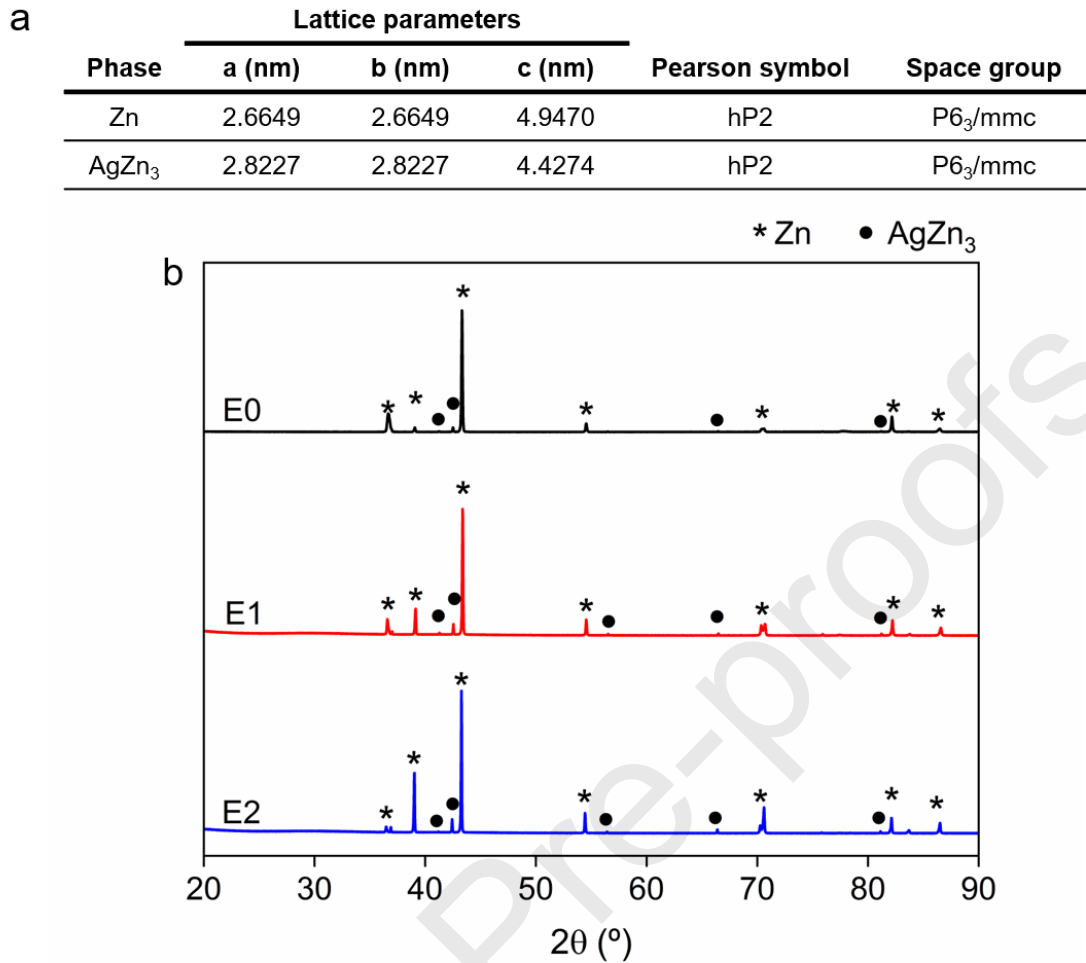 a
Lattice parameters
Phase a (nm) b (nm) c (nm) Pearson symbol Space group
Zn 2.6649 2.6649 4.9470 hP2 P6₃/mmc
AgZn₃ 2.8227 2.8227 4.4274 hP2 P6₃/mmc
* Zn ● AgZn₃
b
E0
E1
E2
20 30 40 50 60 70 80 90
2θ (º)
Pre-proofs